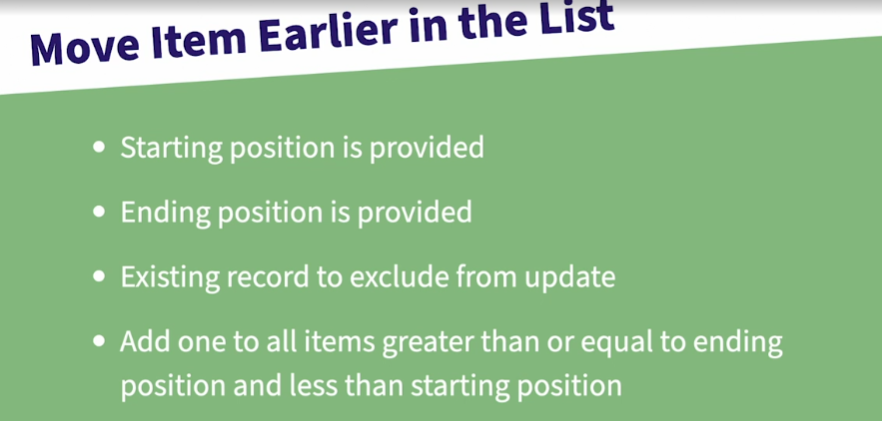 Move Item Earlier in the List
• Starting position is provided
• Ending position is provided
• Existing record to exclude from update
• Add one to all items greater than or equal to ending
position and less than starting position